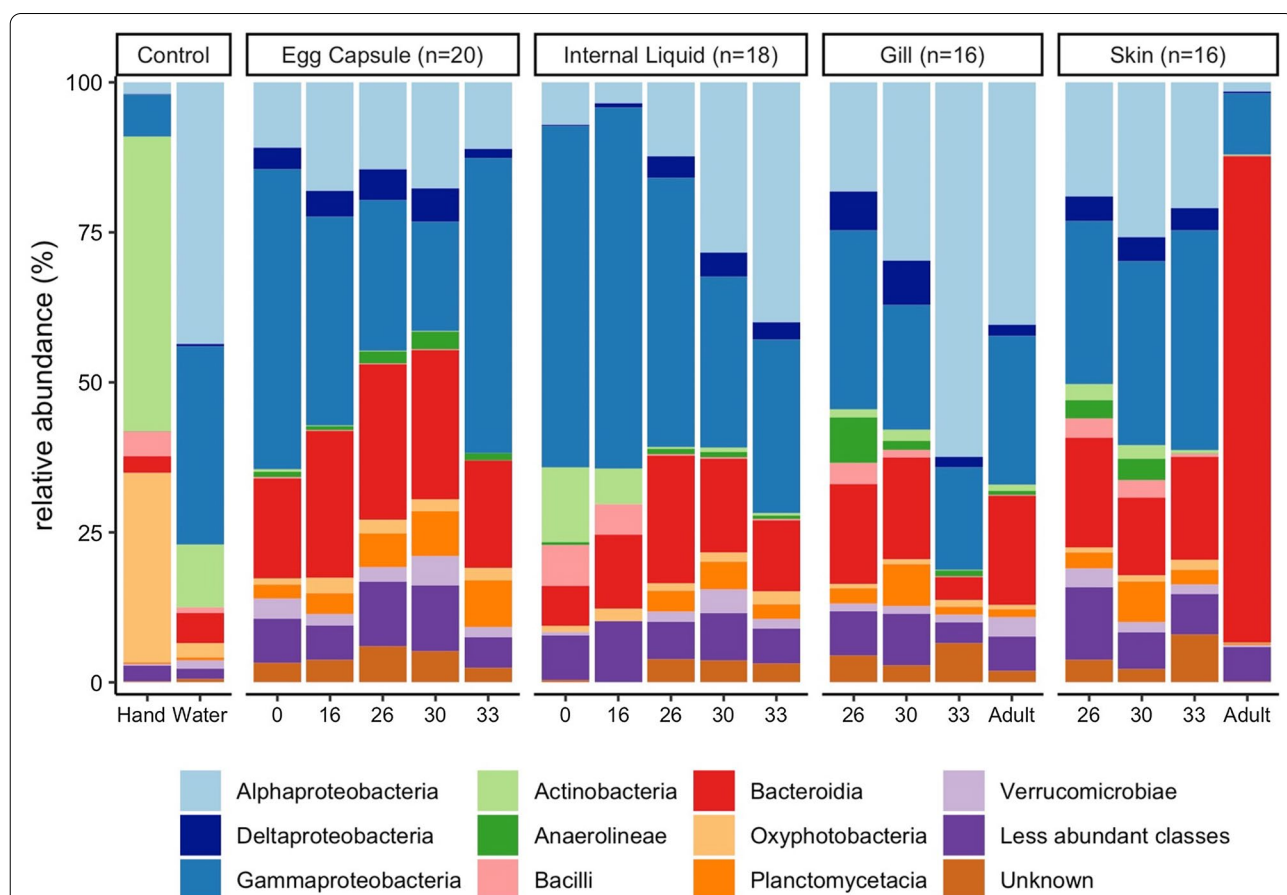 Control Egg Capsule (n=20) Internal Liquid (n=18) Gill (n=16) Skin (n=16)
100
75
50
25
0
relative abundance (%)
Hand Water 0 16 26 30 33 0 16 26 30 33 26 30 33 Adult 26 30 33 Adult
Alphaproteobacteria Actinobacteria Bacteroidia Verrucomicrobiae
Deltaproteobacteria Anaerolineae Oxyphotobacteria Less abundant classes
Gammaproteobacteria Bacilli Planctomycetacia Unknown